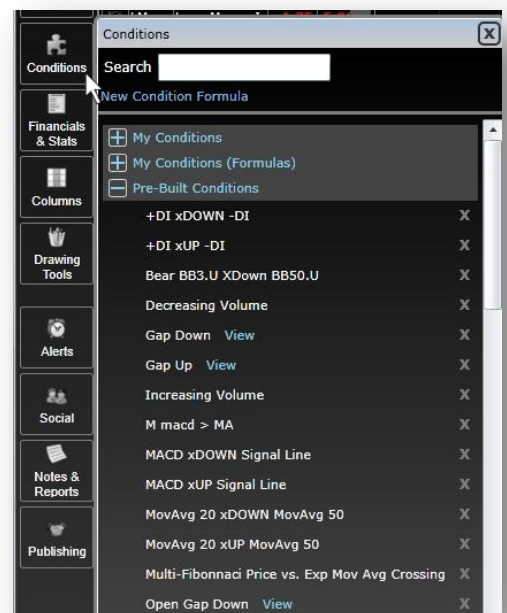 Conditions
Financials
& Stats
Columns
Drawing
Tools
Alerts
Social
Notes &
Reports
Publishing
Conditions
X
Search
New Condition Formula
My Conditions
My Conditions (Formulas)
Pre-Built Conditions
+DI xDOWN -DI X
+DI xUP -DI X
Bear BB3.U XDown BB50.U X
Decreasing Volume X
Gap Down View X
Gap Up View X
Increasing Volume X
M macd > MA X
MACD xDOWN Signal Line X
MACD xUP Signal Line X
MovAvg 20 xDOWN MovAvg 50 X
MovAvg 20 xUP MovAvg 50 X
Multi-Fibonnaci Price vs. Exp Mov Avg Crossing X
Open Gap Down View X